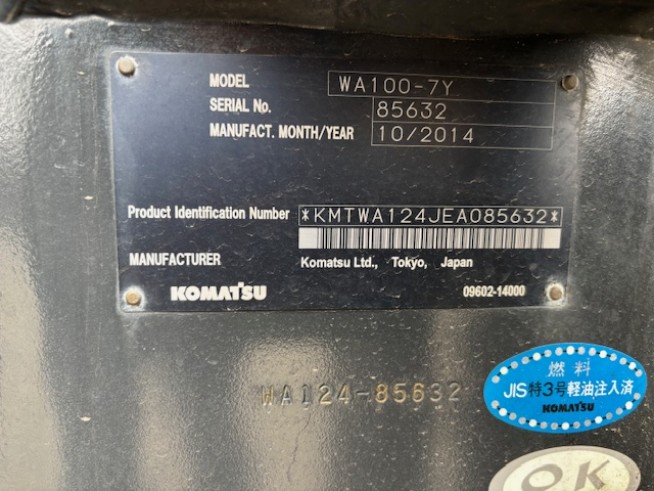 MODEL WA100-7Y
SERIAL No. 85632
MANUFACT. MONTH/YEAR 10/2014
Product Identification Number *KMTWA124JEA085632*
MANUFACTURER Komatsu Ltd., Tokyo, Japan
KOMATSU 09602-14000
WA124-85632
燃料
JIS特3号軽油注入済
KOMATSU
OK